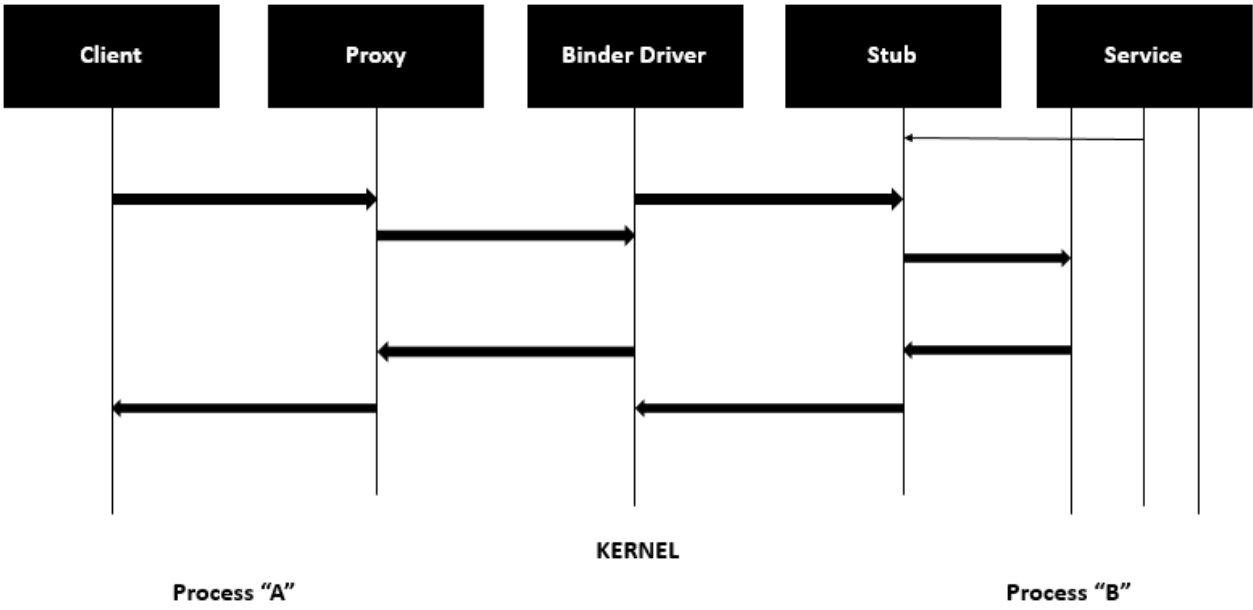 Client
Proxy
Binder Driver
Stub
Service
KERNEL
Process “A”
Process “B”